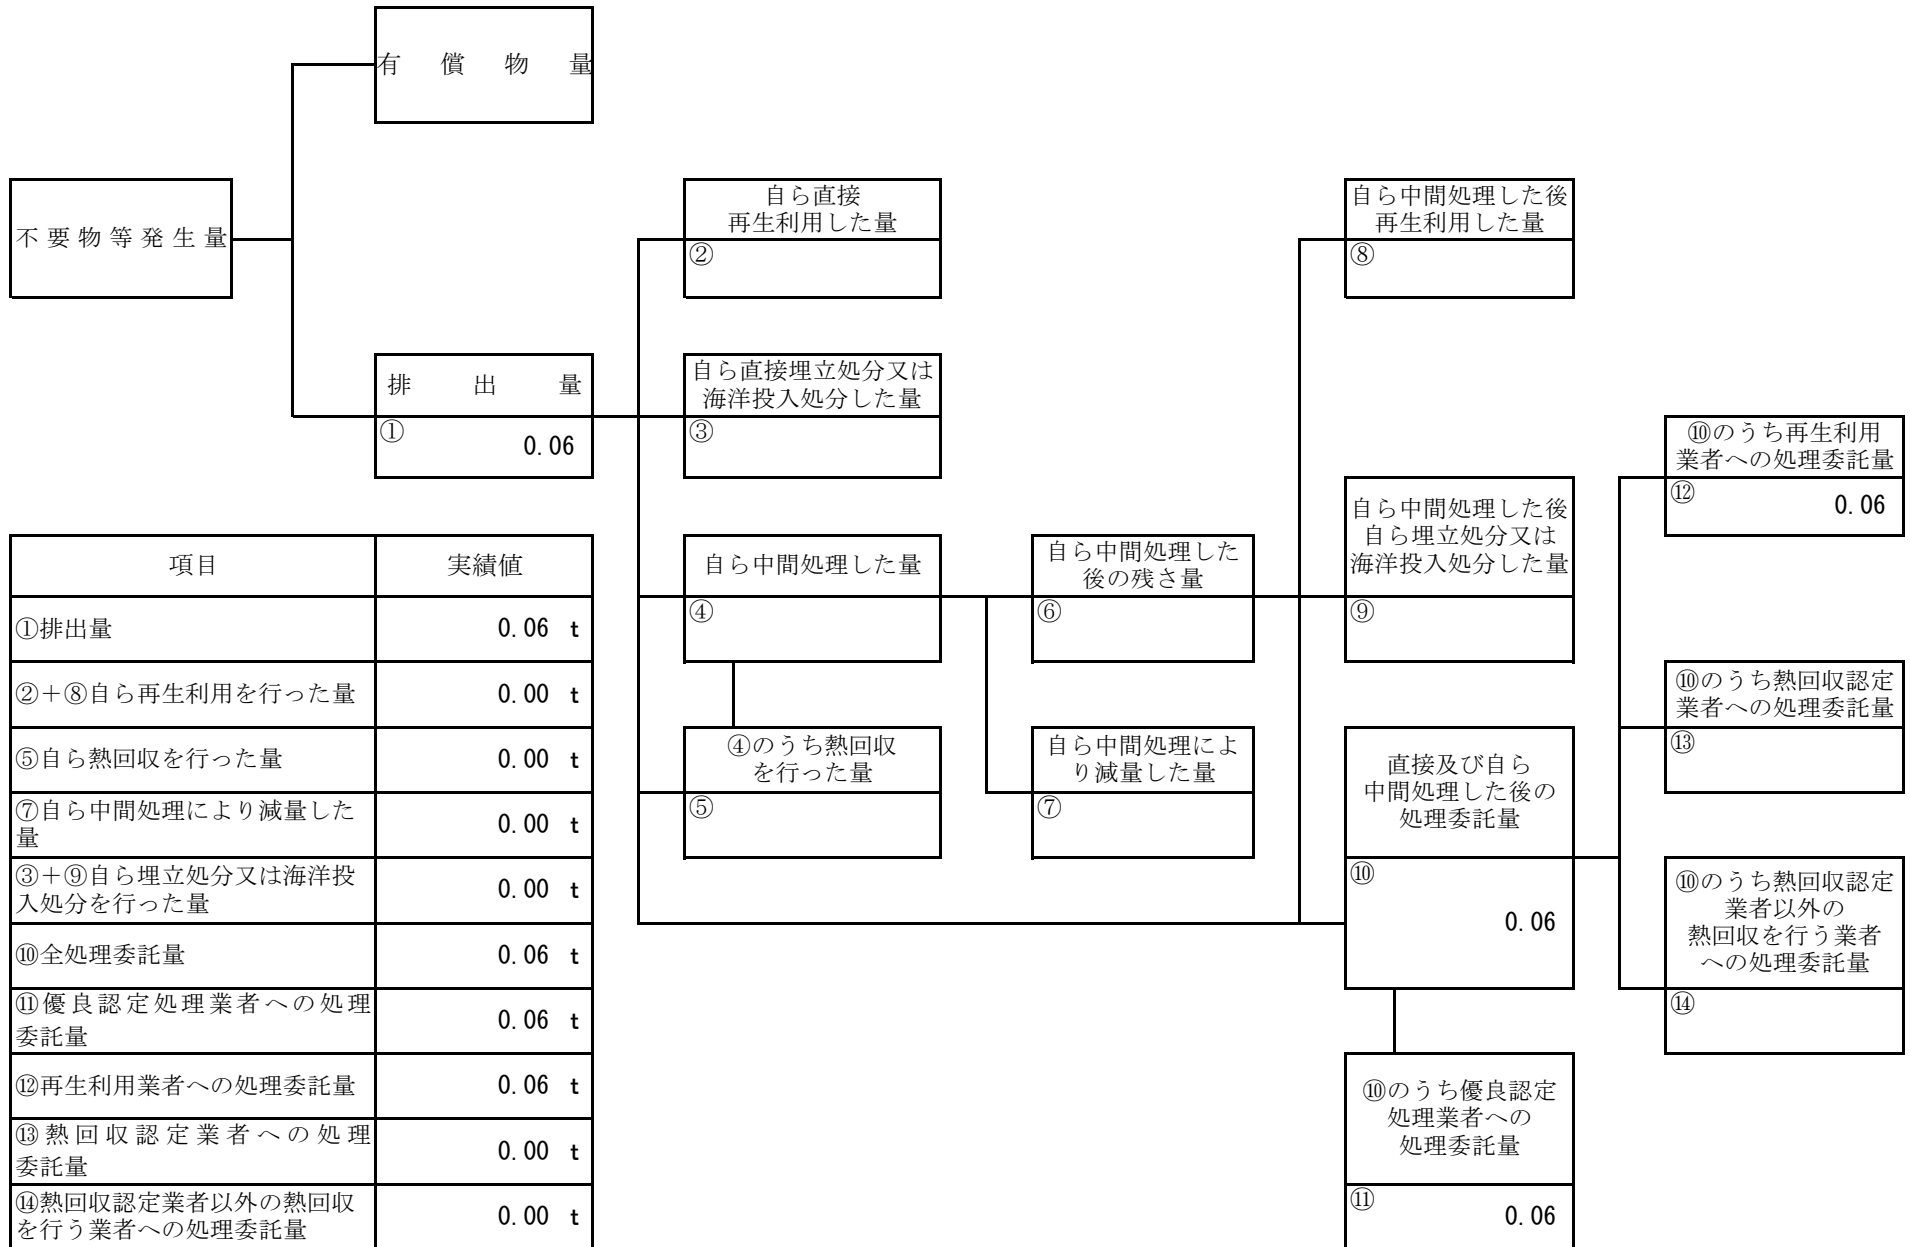 有償物量
不要物等発生量
自ら直接
再生利用した量
②
自ら中間処理した後
再生利用した量
⑧
排出量
①
0.06
自ら直接埋立処分又は
海洋投入処分した量
③
⑩のうち再生利用
業者への処理委託量
⑫
0.06
自ら中間処理した量
④
自ら中間処理した
後の残さ量
⑥
自ら中間処理した後
自ら埋立処分又は
海洋投入処分した量
⑨
⑩のうち熱回収認定
業者への処理委託量
⑬
④のうち熱回収
を行った量
⑤
自ら中間処理によ
り減量した量
⑦
直接及び自ら
中間処理した後の
処理委託量
⑩
0.06
⑩のうち熱回収認定
業者以外の
熱回収を行う業者
への処理委託量
⑭
⑩のうち優良認定
処理業者への
処理委託量
⑪
0.06
項目 実績値
①排出量 0.06 t
②+⑧自ら再生利用を行った量 0.00 t
⑤自ら熱回収を行った量 0.00 t
⑦自ら中間処理により減量した
量 0.00 t
③+⑨自ら埋立処分又は海洋投
入処分を行った量 0.00 t
⑩全処理委託量 0.06 t
⑪優良認定処理業者への処理
委託量 0.06 t
⑫再生利用業者への処理委託量 0.06 t
⑬熱回収認定業者への処理
委託量 0.00 t
⑭熱回収認定業者以外の熱回収
を行う業者への処理委託量 0.00 t